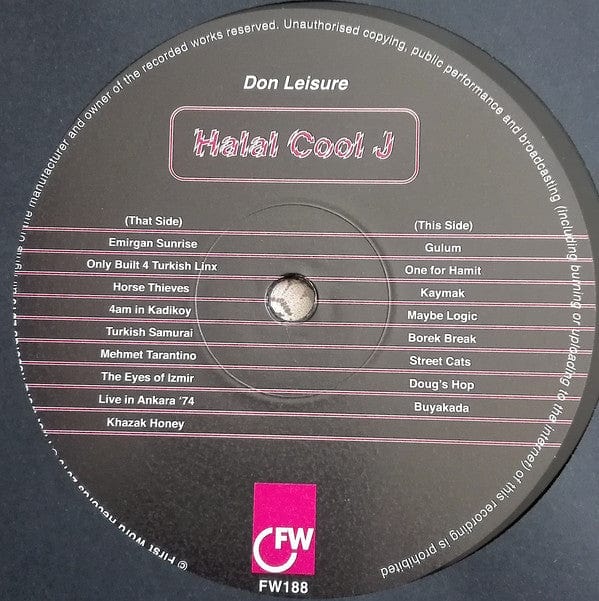 Don Leisure
Halal Cool J
(That Side)
Emirgan Sunrise
Only Built 4 Turkish Linx
Horse Thieves
4am in Kadikoy
Turkish Samurai
Mehmet Tarantino
The Eyes of Izmir
Live in Ankara '74
Khazak Honey
(This Side)
Gulum
One for Hamit
Kaymak
Maybe Logic
Borek Break
Street Cats
Doug's Hop
Buyakada
FW
FW188
© First Word Records
of the manufacturer and owner of the recorded works reserved. Unauthorised copying, public performance and broadcasting (including burning or uploading to the internet) of this recording is prohibited